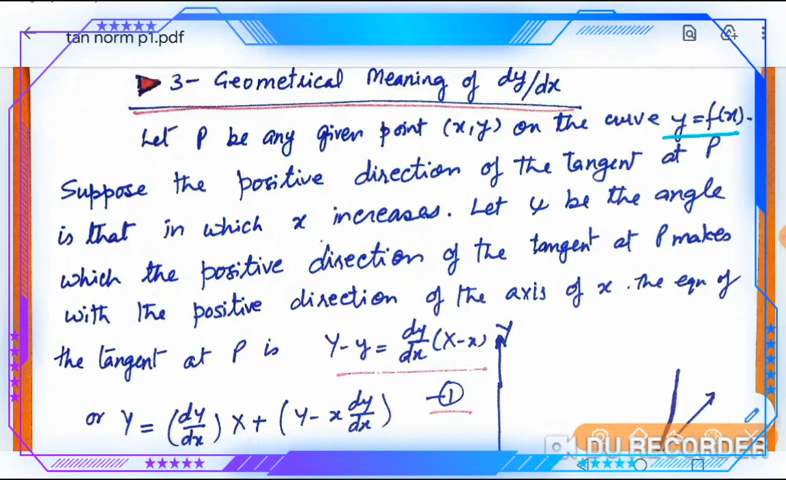 tan norm p1.pdf
3- Geometrical Meaning of dy/dx
Let P be any given point (x,y) on the curve y = f(x).
Suppose the positive direction of the tangent at P
is that in which x increases. Let ψ be the angle
which the positive direction of the tangent at P makes
with the positive direction of the axis of x. The eqn of
the tangent at P is Y-y = dy/dx (X-x) Y
or Y = (dy/dx) X + (y - x dy/dx) -①
DU RECORDER